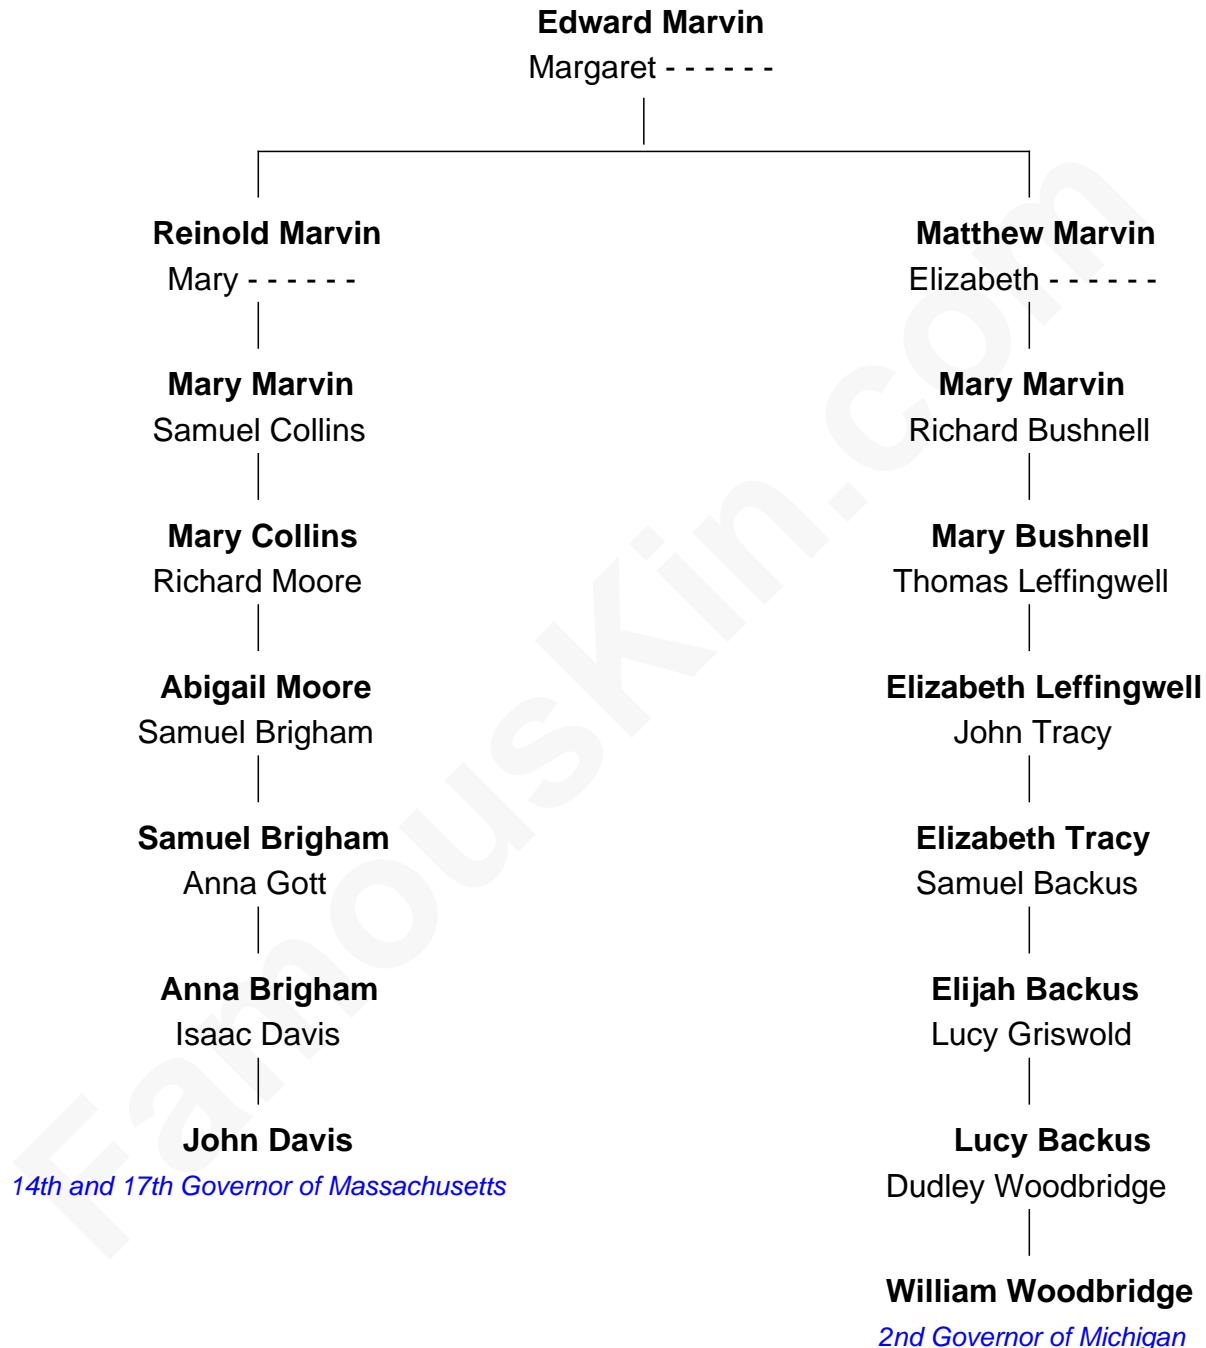 Edward Marvin
Margaret - - - - - -
Reinold Marvin
Mary - - - - - -
Mary Marvin
Samuel Collins
Mary Collins
Richard Moore
Abigail Moore
Samuel Brigham
Samuel Brigham
Anna Gott
Anna Brigham
Isaac Davis
John Davis
14th and 17th Governor of Massachusetts
Matthew Marvin
Elizabeth - - - - - -
Mary Marvin
Richard Bushnell
Mary Bushnell
Thomas Leffingwell
Elizabeth Leffingwell
John Tracy
Elizabeth Tracy
Samuel Backus
Elijah Backus
Lucy Griswold
Lucy Backus
Dudley Woodbridge
William Woodbridge
2nd Governor of Michigan
FamousKin.com